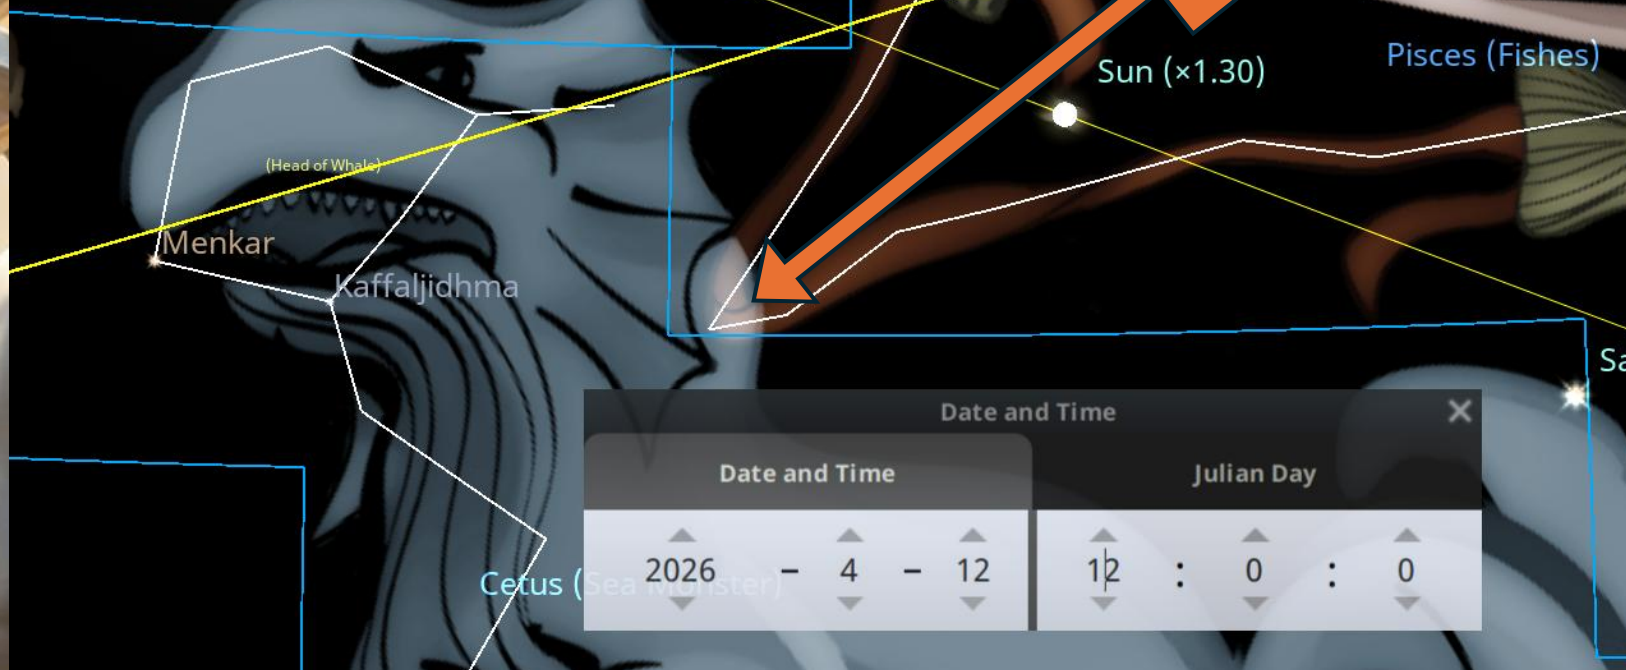 Pisces (Fishes)
Sun (×1.30)
(Head of Whale)
Menkar
Kaffaljidhma
Sa
Date and Time
Date and Time
Julian Day
2026 - 4 - 12 12 : 0 : 0
Cetus (Sea Monster)